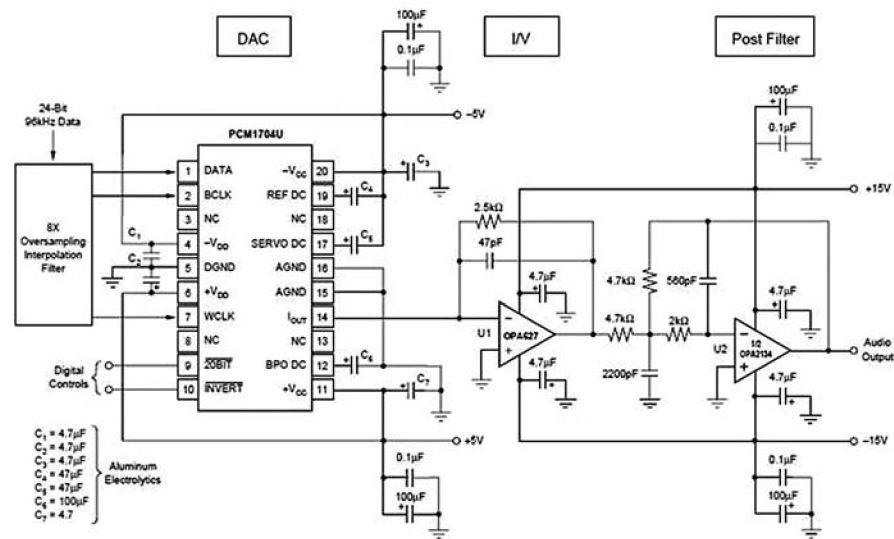 DAC
I/V
Post Filter
100µF
+
0.1µF
100µF
+
0.1µF
24-Bit
96kHz Data
–5V
PCM1704U
8X
Oversampling
Interpolation
Filter
1 DATA –VCC 20
2 BCLK REF DC 19
3 NC NC 18
4 –VDD SERVO DC 17
5 DGND AGND 16
6 +VDD AGND 15
7 WCLK IOUT 14
8 NC NC 13
9 20BIT BPO DC 12
10 INVERT +VCC 11
C1
C2
+
+ C3
+ C4
+ C5
+ C6
+ C7
+15V
2.5kΩ
47pF
4.7µF
+
U1
–
OPA627
+
4.7µF
+
4.7kΩ
4.7kΩ
2kΩ
560pF
2200pF
4.7µF
+
U2
–
1/2
OPA2134
+
4.7µF
+
Audio
Output
Digital
Controls
+5V
–15V
C1 = 4.7µF
C2 = 4.7µF
C3 = 4.7µF
C4 = 47µF
C5 = 47µF
C6 = 100µF
C7 = 4.7
Aluminum
Electrolytics
0.1µF
100µF
+
0.1µF
100µF
+